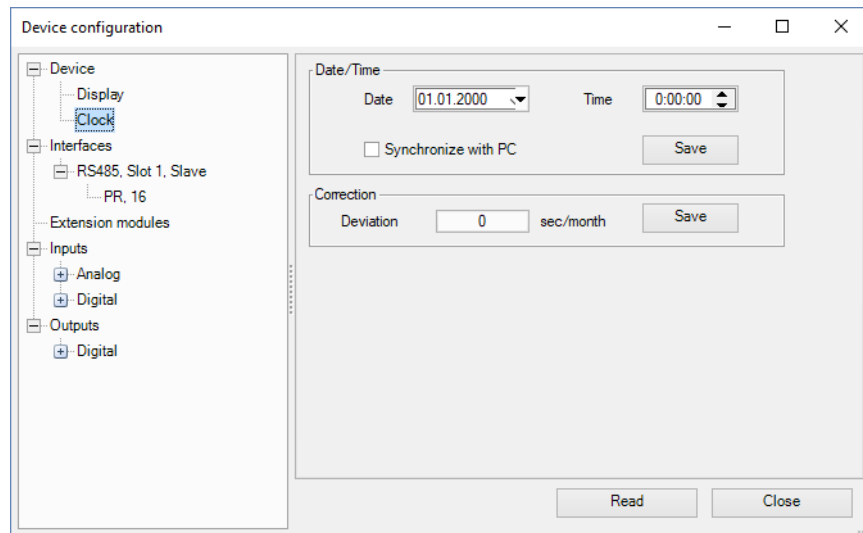 Device configuration
Device
Display
Clock
Interfaces
RS485, Slot 1, Slave
PR, 16
Extension modules
Inputs
Analog
Digital
Outputs
Digital
Date/Time
Date 01.01.2000 Time 0:00:00
Synchronize with PC Save
Correction
Deviation 0 sec/month Save
Read Close